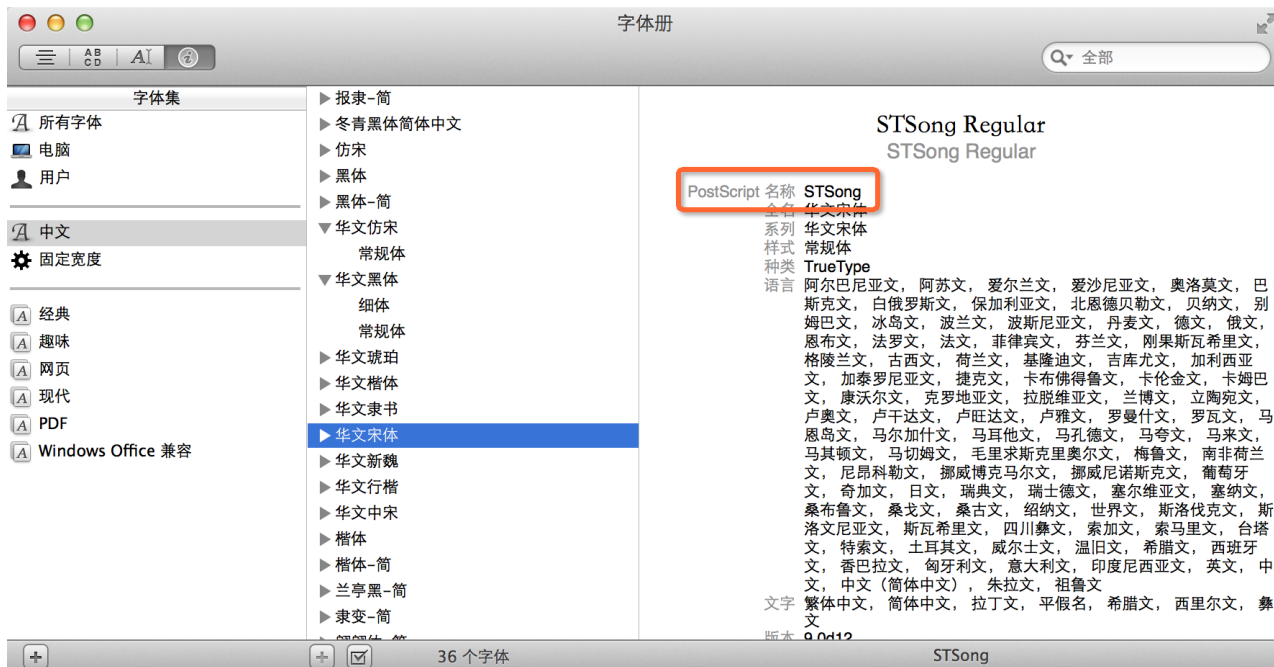 字体册
全部
字体集
所有字体
电脑
用户
中文
固定宽度
经典
趣味
网页
现代
PDF
Windows Office 兼容
报隶-简
冬青黑体简体中文
仿宋
黑体
黑体-简
华文仿宋
常规体
华文黑体
细体
常规体
华文琥珀
华文楷体
华文隶书
华文宋体
华文新魏
华文行楷
华文中宋
楷体
楷体-简
兰亭黑-简
隶变-简
STSong Regular
STSong Regular
PostScript 名称 STSong
全名 华文宋体
系列 华文宋体
样式 常规体
种类 TrueType
语言 阿尔巴尼亚文， 阿苏文， 爱尔兰文， 爱沙尼亚文， 奥洛莫文， 巴
斯克文， 白俄罗斯文， 保加利亚文， 北恩德贝勒文， 贝纳文， 别
姆巴文， 冰岛文， 波兰文， 波斯尼亚文， 丹麦文， 德文， 俄文，
恩布文， 法罗文， 法文， 菲律宾文， 芬兰文， 刚果斯瓦希里文，
格陵兰文， 古西文， 荷兰文， 基隆迪文， 吉库尤文， 加利西亚
文， 加泰罗尼亚文， 捷克文， 卡布佛得鲁文， 卡伦金文， 卡姆巴
文， 康沃尔文， 克罗地亚文， 拉脱维亚文， 兰博文， 立陶宛文，
卢奥文， 卢干达文， 卢旺达文， 卢雅文， 罗曼什文， 罗瓦文， 马
恩岛文， 马尔加什文， 马耳他文， 马孔德文， 马夸文， 马来文，
马其顿文， 马切姆文， 毛里求斯克里奥尔文， 梅鲁文， 南非荷兰
文， 尼昂科勒文， 挪威博克马尔文， 挪威尼诺斯克文， 葡萄牙
文， 奇加文， 日文， 瑞典文， 瑞士德文， 塞尔维亚文， 塞纳文，
桑布鲁文， 桑戈文， 桑古文， 绍纳文， 世界文， 斯洛伐克文， 斯
洛文尼亚文， 斯瓦希里文， 四川彝文， 索加文， 索马里文， 台塔
文， 特索文， 土耳其文， 威尔士文， 温旧文， 希腊文， 西班牙
文， 香巴拉文， 匈牙利文， 意大利文， 印度尼西亚文， 英文， 中
文， 中文（简体中文）， 朱拉文， 祖鲁文
文字 繁体中文， 简体中文， 拉丁文， 平假名， 希腊文， 西里尔文， 彝
文
版本 9.0d12
36 个字体
STSong